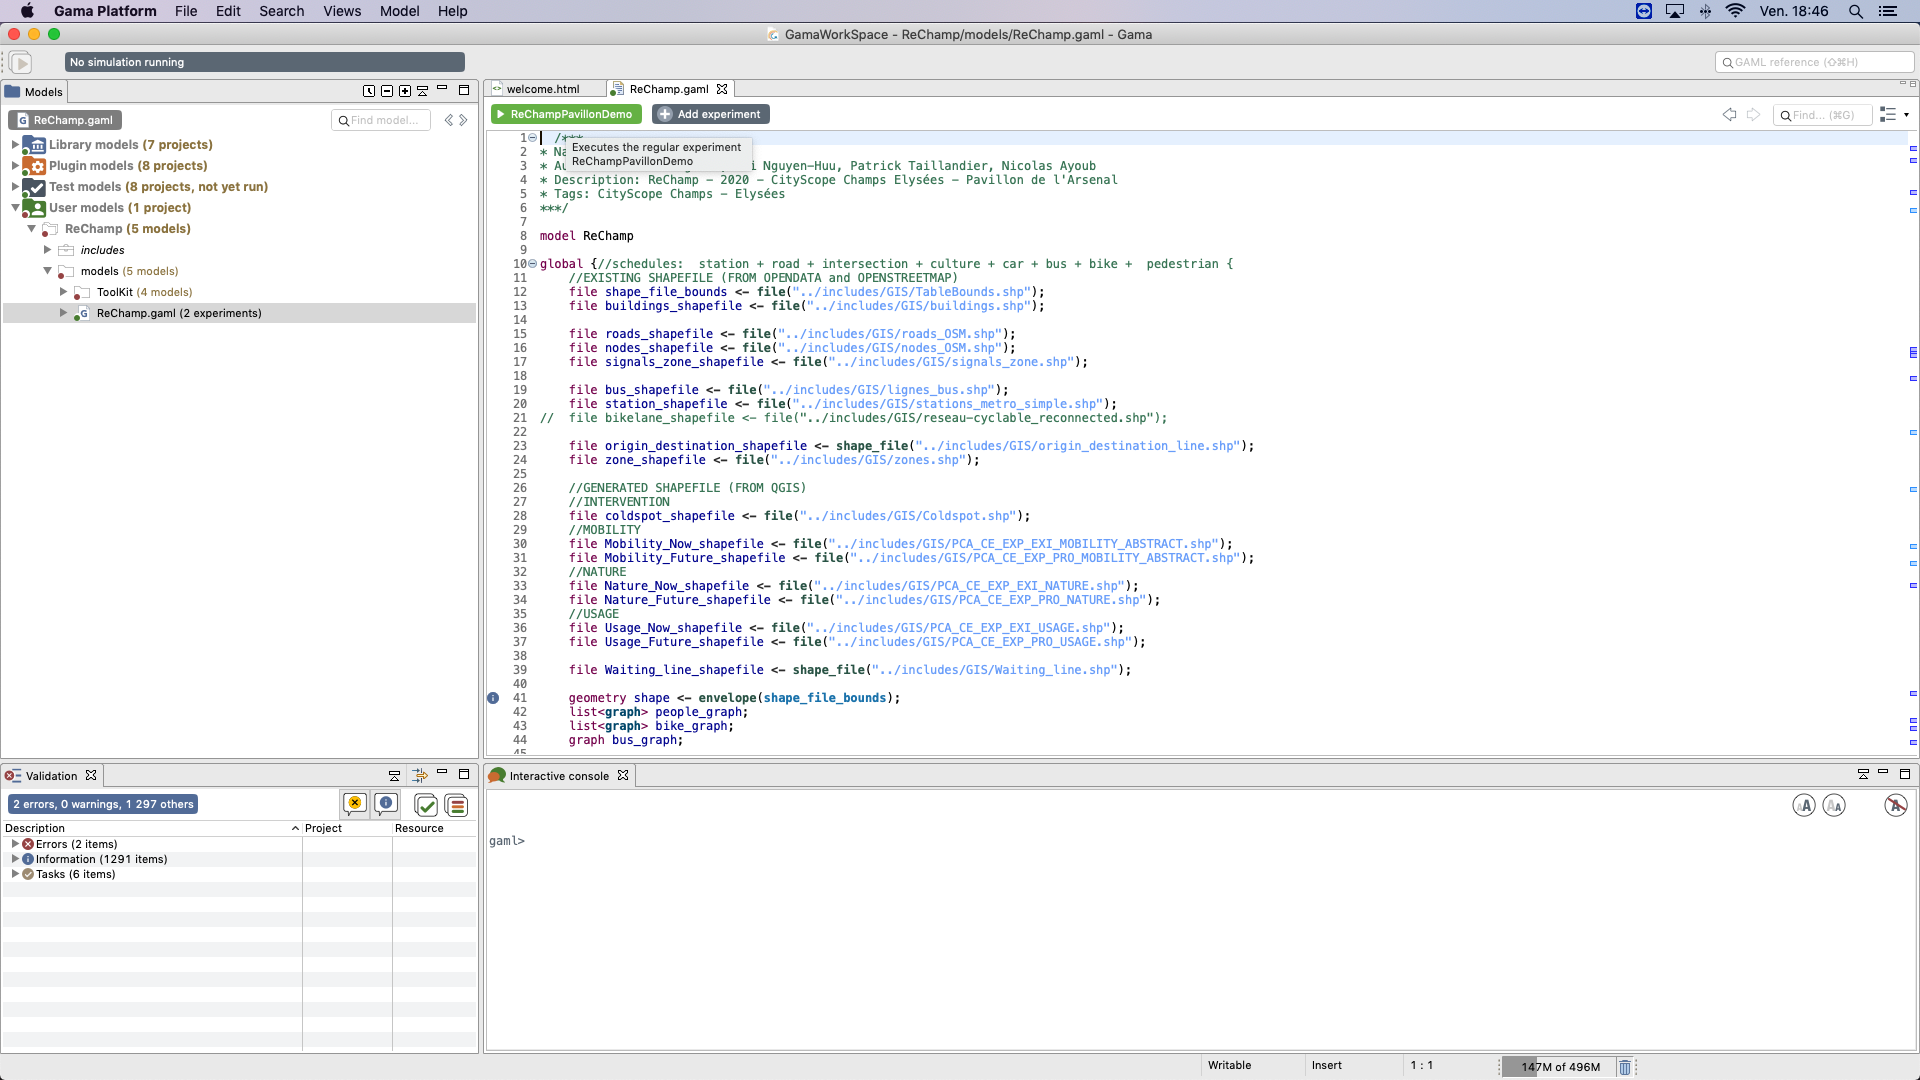 Gama Platform File Edit Search Views Model Help Ven. 18:46
GamaWorkSpace - ReChamp/models/ReChamp.gaml - Gama
No simulation running
GAML reference (⇧⌘H)
Models
ReChamp.gaml
Find model...
Library models (7 projects)
Plugin models (8 projects)
Test models (8 projects, not yet run)
User models (1 project)
ReChamp (5 models)
includes
models (5 models)
ToolKit (4 models)
ReChamp.gaml (2 experiments)
welcome.html
ReChamp.gaml
ReChampPavillonDemo
Add experiment
Find... (⌘G)
Executes the regular experiment
ReChampPavillonDemo
1 /***
2 * Na
3 * Au i Nguyen-Huu, Patrick Taillandier, Nicolas Ayoub
4 * Description: ReChamp - 2020 - CityScope Champs Elysées - Pavillon de l'Arsenal
5 * Tags: CityScope Champs - Elysées
6 ***/
7
8 model ReChamp
9
10 global {//schedules:  station + road + intersection + culture + car + bus + bike +  pedestrian {
11 //EXISTING SHAPEFILE (FROM OPENDATA and OPENSTREETMAP)
12 file shape_file_bounds <- file("../includes/GIS/TableBounds.shp");
13 file buildings_shapefile <- file("../includes/GIS/buildings.shp");
14
15 file roads_shapefile <- file("../includes/GIS/roads_OSM.shp");
16 file nodes_shapefile <- file("../includes/GIS/nodes_OSM.shp");
17 file signals_zone_shapefile <- file("../includes/GIS/signals_zone.shp");
18
19 file bus_shapefile <- file("../includes/GIS/lignes_bus.shp");
20 file station_shapefile <- file("../includes/GIS/stations_metro_simple.shp");
21 // file bikelane_shapefile <- file("../includes/GIS/reseau-cyclable_reconnected.shp");
22
23 file origin_destination_shapefile <- shape_file("../includes/GIS/origin_destination_line.shp");
24 file zone_shapefile <- file("../includes/GIS/zones.shp");
25
26 //GENERATED SHAPEFILE (FROM QGIS)
27 //INTERVENTION
28 file coldspot_shapefile <- file("../includes/GIS/Coldspot.shp");
29 //MOBILITY
30 file Mobility_Now_shapefile <- file("../includes/GIS/PCA_CE_EXP_EXI_MOBILITY_ABSTRACT.shp");
31 file Mobility_Future_shapefile <- file("../includes/GIS/PCA_CE_EXP_PRO_MOBILITY_ABSTRACT.shp");
32 //NATURE
33 file Nature_Now_shapefile <- file("../includes/GIS/PCA_CE_EXP_EXI_NATURE.shp");
34 file Nature_Future_shapefile <- file("../includes/GIS/PCA_CE_EXP_PRO_NATURE.shp");
35 //USAGE
36 file Usage_Now_shapefile <- file("../includes/GIS/PCA_CE_EXP_EXI_USAGE.shp");
37 file Usage_Future_shapefile <- file("../includes/GIS/PCA_CE_EXP_PRO_USAGE.shp");
38
39 file Waiting_line_shapefile <- shape_file("../includes/GIS/Waiting_line.shp");
40
41 geometry shape <- envelope(shape_file_bounds);
42 list<graph> people_graph;
43 list<graph> bike_graph;
44 graph bus_graph;
45
Validation
2 errors, 0 warnings, 1 297 others
Description Project Resource
Errors (2 items)
Information (1291 items)
Tasks (6 items)
Interactive console
gaml>
Writable Insert 1 : 1 147M of 496M